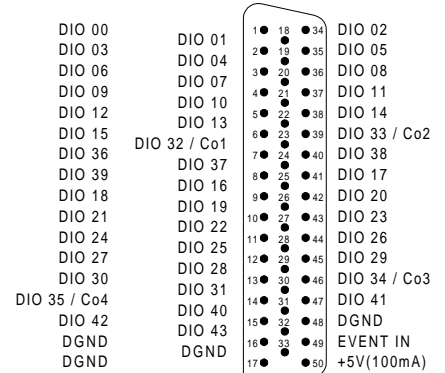 DIO 00 1 18 34 DIO 02
DIO 01
DIO 03 2 19 35 DIO 05
DIO 04
DIO 06 3 20 36 DIO 08
DIO 07
DIO 09 4 21 37 DIO 11
DIO 10
DIO 12 5 22 38 DIO 14
DIO 13
DIO 15 6 23 39 DIO 33 / Co2
DIO 32 / Co1
DIO 36 7 24 40 DIO 38
DIO 37
DIO 39 8 25 41 DIO 17
DIO 16
DIO 18 9 26 42 DIO 20
DIO 19
DIO 21 10 27 43 DIO 23
DIO 22
DIO 24 11 28 44 DIO 26
DIO 25
DIO 27 12 29 45 DIO 29
DIO 28
DIO 30 13 30 46 DIO 34 / Co3
DIO 31
DIO 35 / Co4 14 31 47 DIO 41
DIO 40
DIO 42 15 32 48 DGND
DIO 43
DGND 16 33 49 EVENT IN
DGND
DGND 17 50 +5V(100mA)